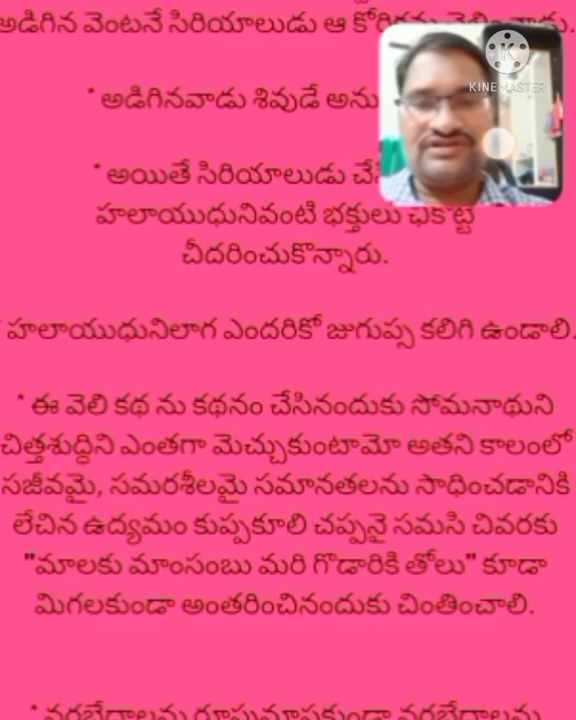 అడిగిన వెంటనే సిరియాలుడు ఆ
KINEMASTER
* అడిగినవాడు శివుడే అను
* అయితే సిరియాలుడు చేసి
హలాయుధునివంటి భక్తులు ఛీకొట్టి
చీదరించుకొన్నారు.
హలాయుధునిలాగ ఎందరికో జుగుప్స కలిగి ఉండాలి.
* ఈ వెలి కథ ను కథనం చేసినందుకు సోమనాథుని
చిత్తశుద్ధిని ఎంతగా మెచ్చుకుంటామో అతని కాలంలో
సజీవమై, సమరశీలమై సమానతలను సాధించడానికి
లేచిన ఉద్యమం కుప్పకూలి చప్పనై సమసి చివరకు
"మాలకు మాంసంబు మరి గొడారికి తోలు" కూడా
మిగలకుండా అంతరించినందుకు చింతించాలి.